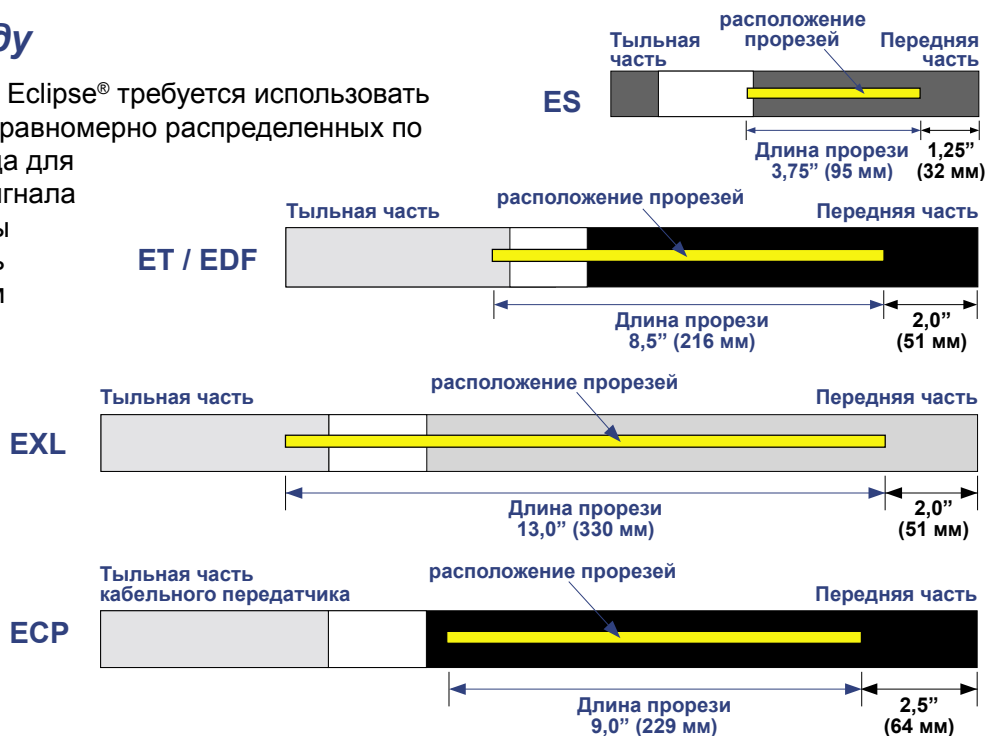 ду
Eclipse® требуется использовать
равномерно распределенных по
да для
гнала
ы
ь
м
ES
Тыльная
часть
расположение
прорезей
Передняя
часть
Длина прорези
3,75” (95 мм)
1,25”
(32 мм)
ET / EDF
Тыльная часть
расположение прорезей
Передняя часть
Длина прорези
8,5” (216 мм)
2,0”
(51 мм)
EXL
Тыльная часть
расположение прорезей
Передняя часть
Длина прорези
13,0” (330 мм)
2,0”
(51 мм)
ECP
Тыльная часть
кабельного передатчика
расположение прорезей
Передняя часть
Длина прорези
9,0” (229 мм)
2,5”
(64 мм)